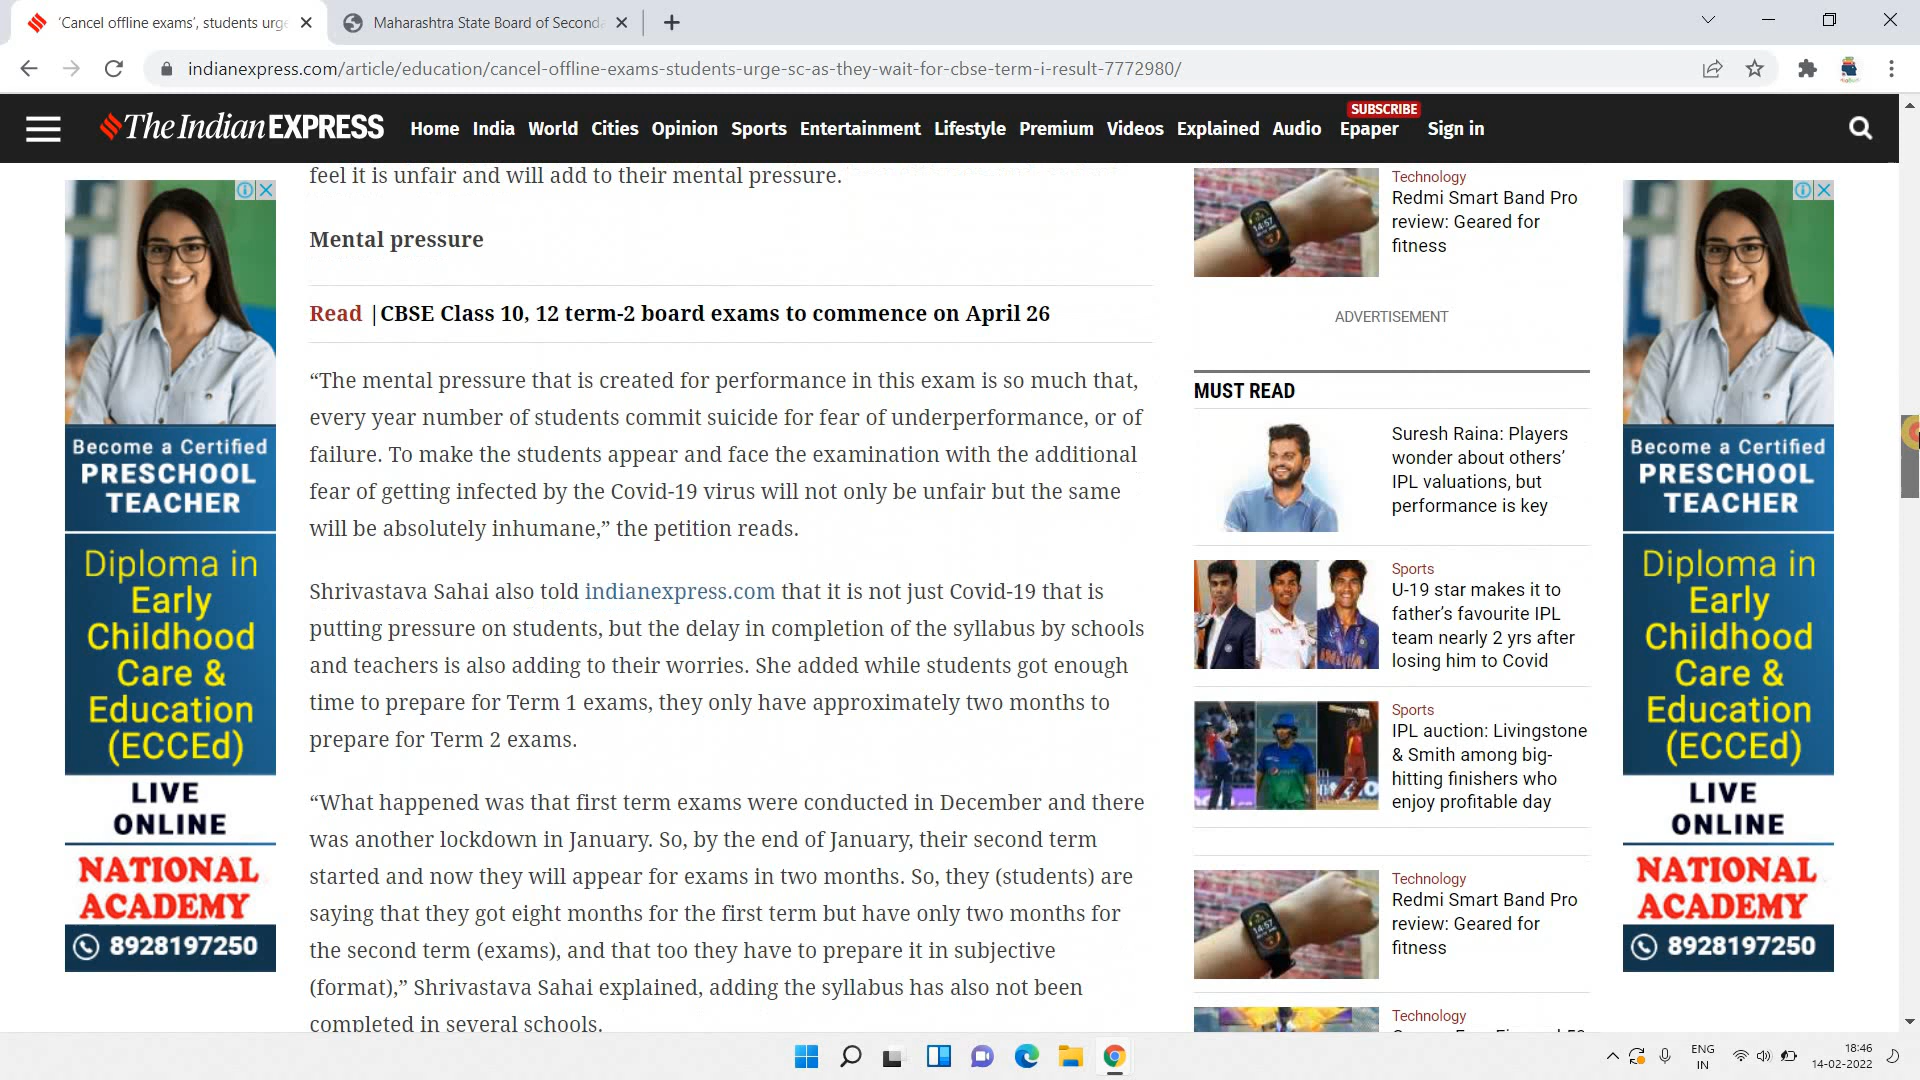 ‘Cancel offline exams’, students urge
Maharashtra State Board of Seconda
indianexpress.com/article/education/cancel-offline-exams-students-urge-sc-as-they-wait-for-cbse-term-i-result-7772980/
The Indian EXPRESS
Home India World Cities Opinion Sports Entertainment Lifestyle Premium Videos Explained Audio Epaper Sign in
SUBSCRIBE
feel it is unfair and will add to their mental pressure.
Mental pressure
Read |CBSE Class 10, 12 term-2 board exams to commence on April 26
“The mental pressure that is created for performance in this exam is so much that,
every year number of students commit suicide for fear of underperformance, or of
failure. To make the students appear and face the examination with the additional
fear of getting infected by the Covid-19 virus will not only be unfair but the same
will be absolutely inhumane,” the petition reads.
Shrivastava Sahai also told indianexpress.com that it is not just Covid-19 that is
putting pressure on students, but the delay in completion of the syllabus by schools
and teachers is also adding to their worries. She added while students got enough
time to prepare for Term 1 exams, they only have approximately two months to
prepare for Term 2 exams.
“What happened was that first term exams were conducted in December and there
was another lockdown in January. So, by the end of January, their second term
started and now they will appear for exams in two months. So, they (students) are
saying that they got eight months for the first term but have only two months for
the second term (exams), and that too they have to prepare it in subjective
(format),” Shrivastava Sahai explained, adding the syllabus has also not been
completed in several schools.
Become a Certified
PRESCHOOL
TEACHER
Diploma in
Early
Childhood
Care &
Education
(ECCEd)
LIVE
ONLINE
NATIONAL
ACADEMY
8928197250
Technology
Redmi Smart Band Pro
review: Geared for
fitness
ADVERTISEMENT
MUST READ
Suresh Raina: Players
wonder about others’
IPL valuations, but
performance is key
Sports
U-19 star makes it to
father’s favourite IPL
team nearly 2 yrs after
losing him to Covid
Sports
IPL auction: Livingstone
& Smith among big-
hitting finishers who
enjoy profitable day
Technology
Redmi Smart Band Pro
review: Geared for
fitness
Technology
Become a Certified
PRESCHOOL
TEACHER
Diploma in
Early
Childhood
Care &
Education
(ECCEd)
LIVE
ONLINE
NATIONAL
ACADEMY
8928197250
ENG
IN
18:46
14-02-2022